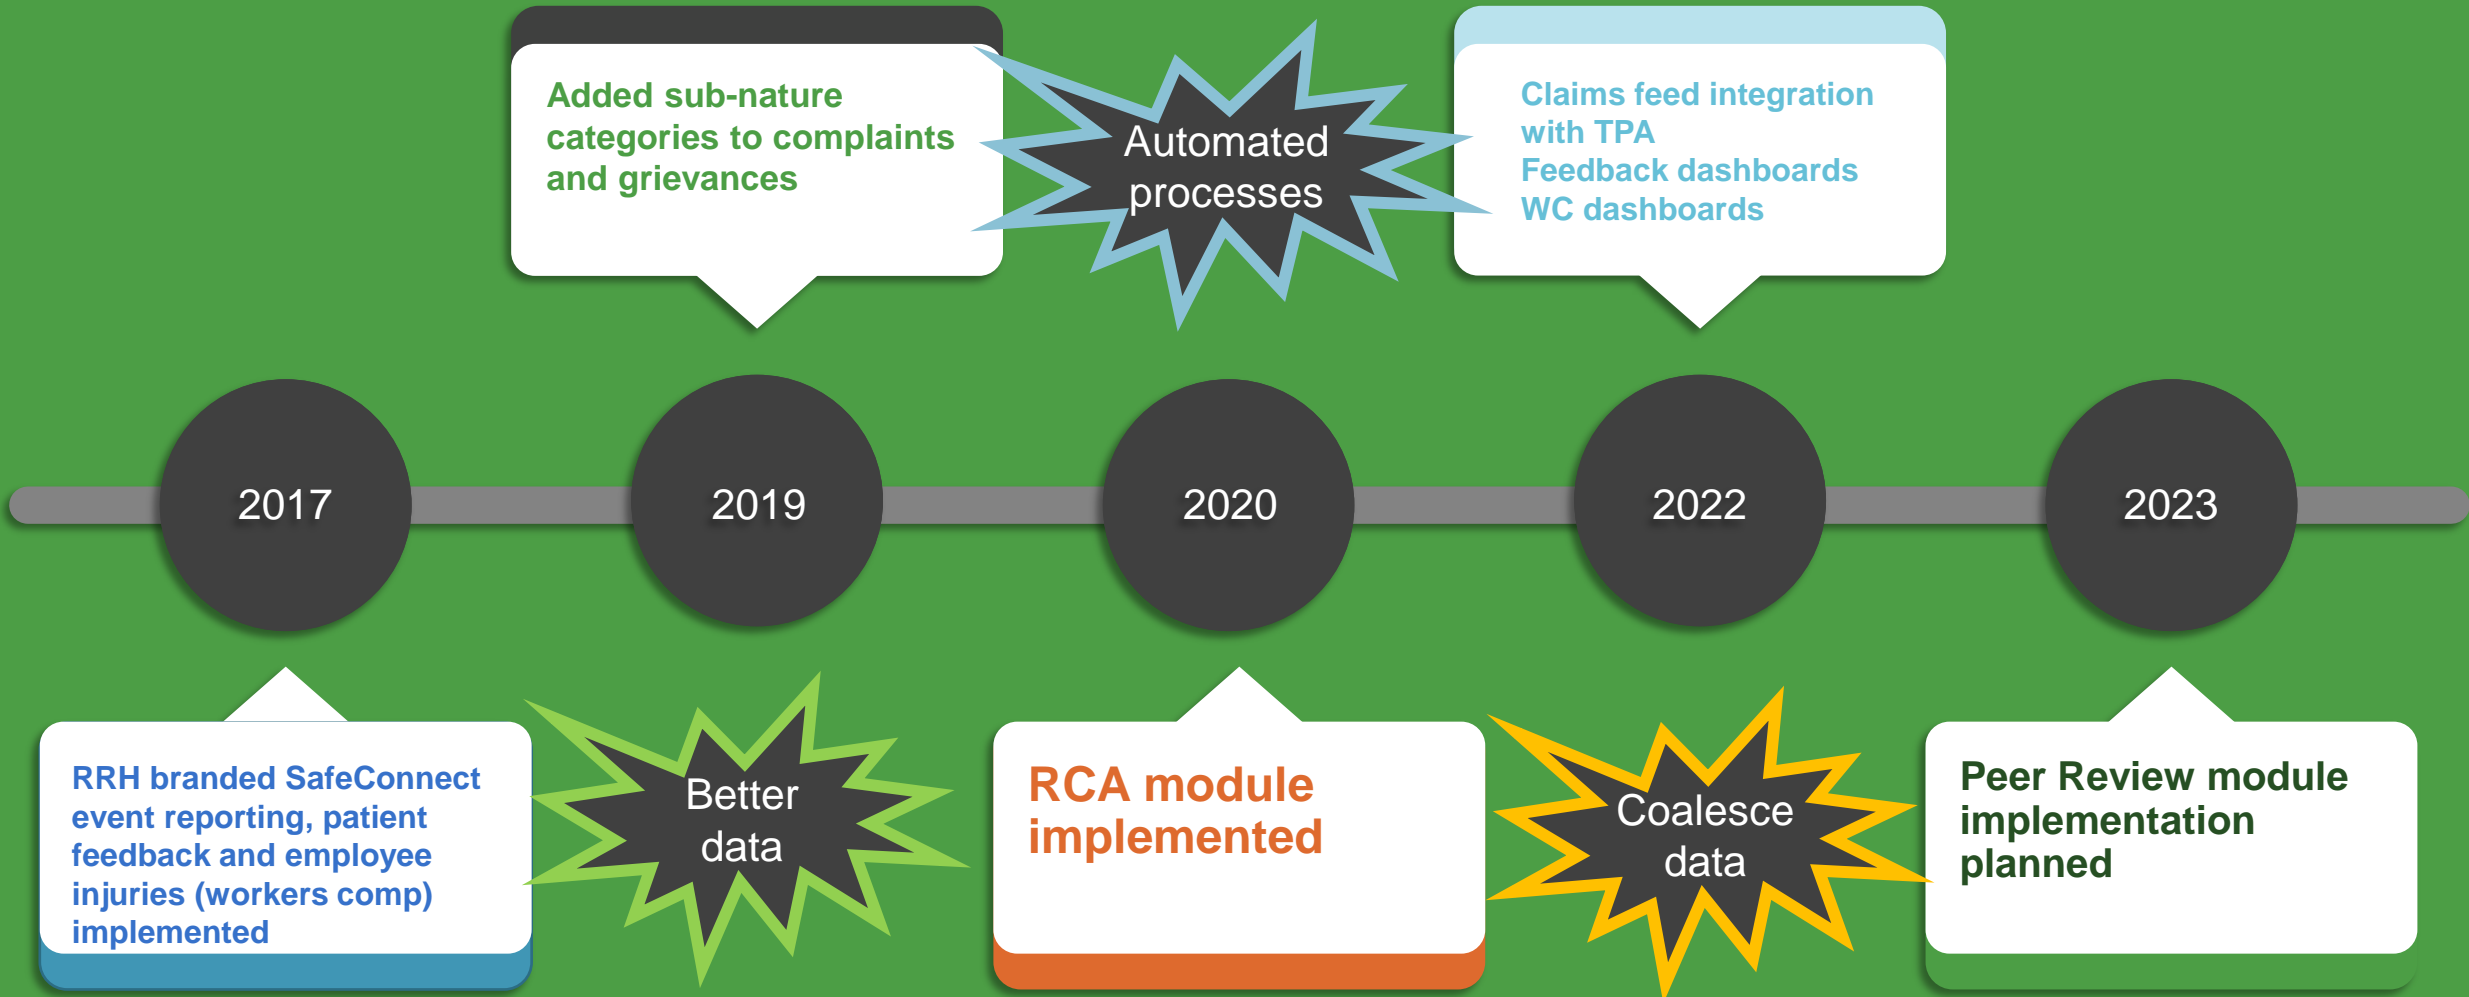 Added sub-nature
categories to complaints
and grievances
Automated
processes
Claims feed integration
with TPA
Feedback dashboards
WC dashboards
2017
2019
2020
2022
2023
RRH branded SafeConnect
event reporting, patient
feedback and employee
injuries (workers comp)
implemented
Better
data
RCA module
implemented
Coalesce
data
Peer Review module
implementation
planned